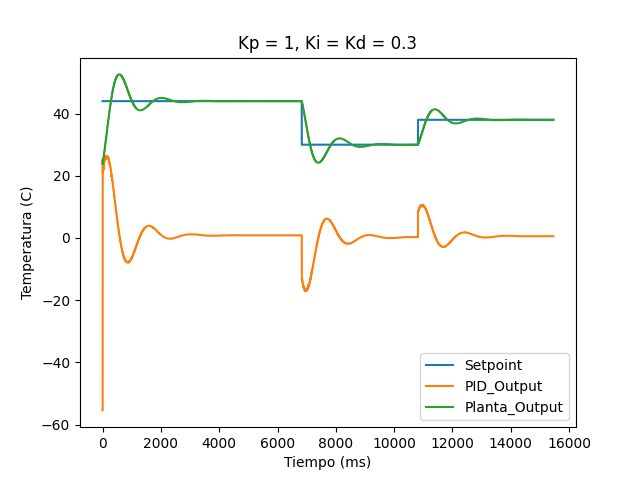 Kp = 1, Ki = Kd = 0.3
Temperatura (C)
40
20
0
−20
−40
−60
Setpoint
PID_Output
Planta_Output
0 2000 4000 6000 8000 10000 12000 14000 16000
Tiempo (ms)